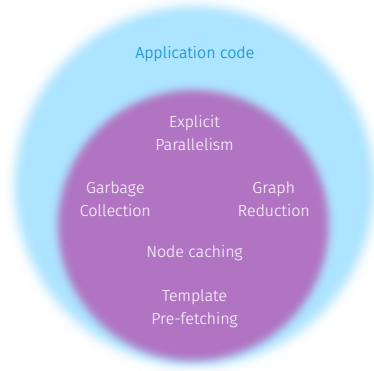 Application code
Explicit
Parallelism
Garbage
Collection
Graph
Reduction
Node caching
Template
Pre-fetching